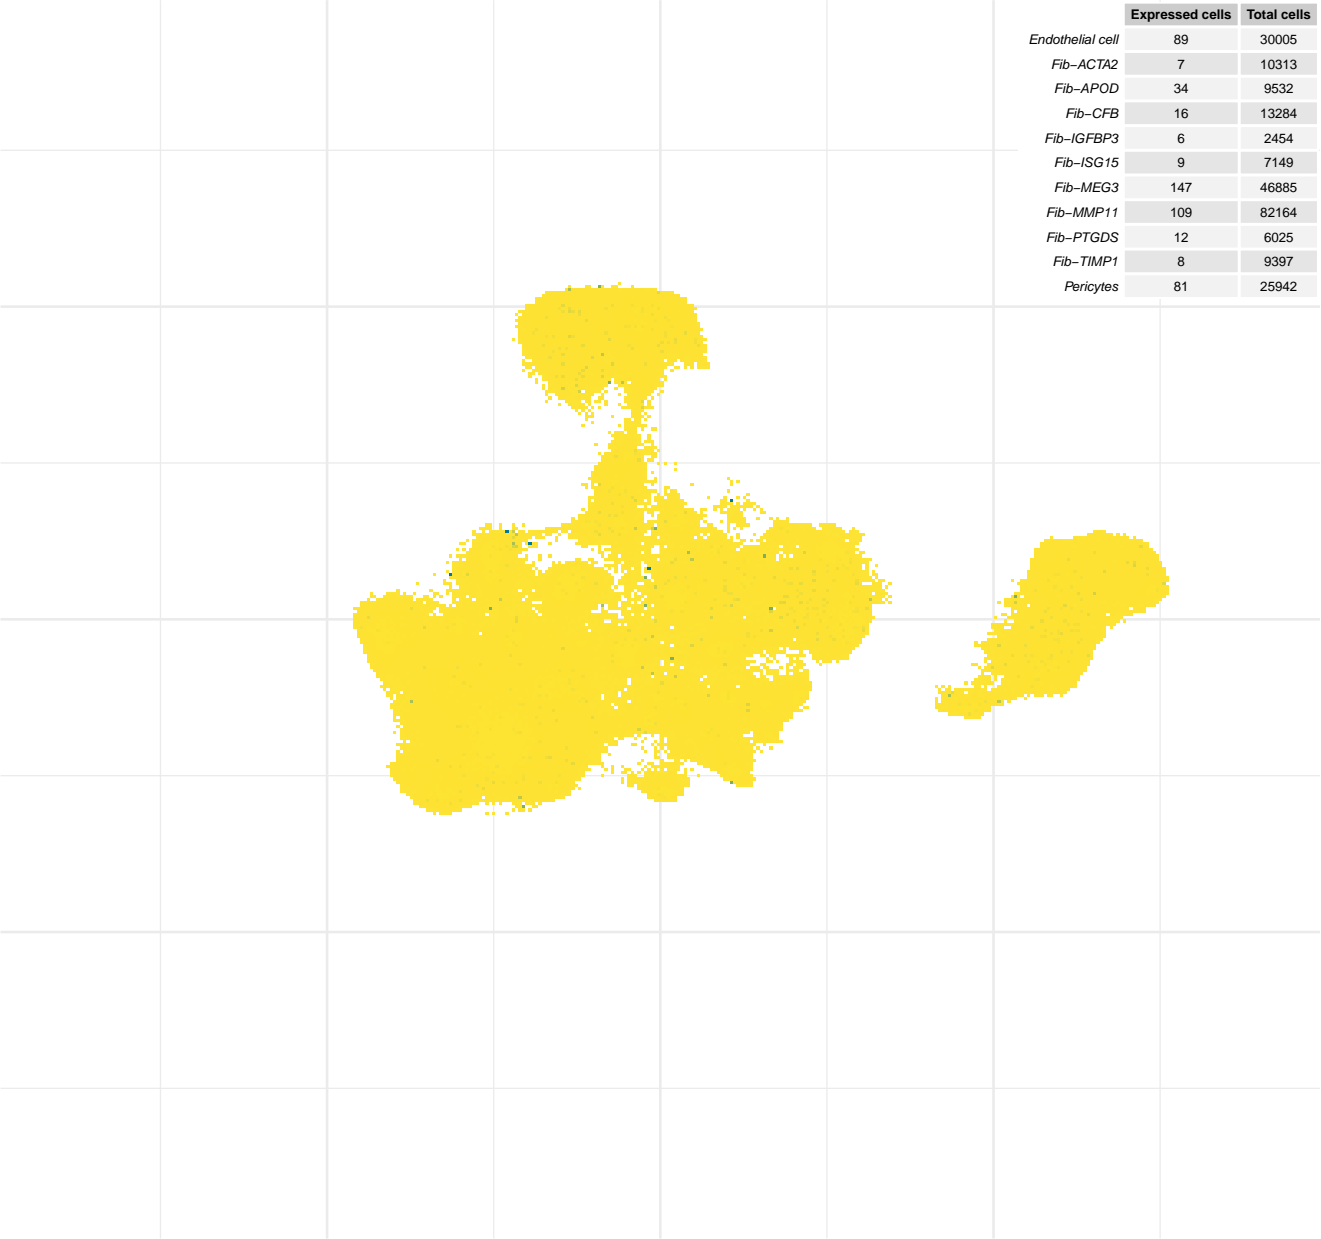 Expressed cells Total cells
Endothelial cell 89 30005
Fib−ACTA2 7 10313
Fib−APOD 34 9532
Fib−CFB 16 13284
Fib−IGFBP3 6 2454
Fib−ISG15 9 7149
Fib−MEG3 147 46885
Fib−MMP11 109 82164
Fib−PTGDS 12 6025
Fib−TIMP1 8 9397
Pericytes 81 25942